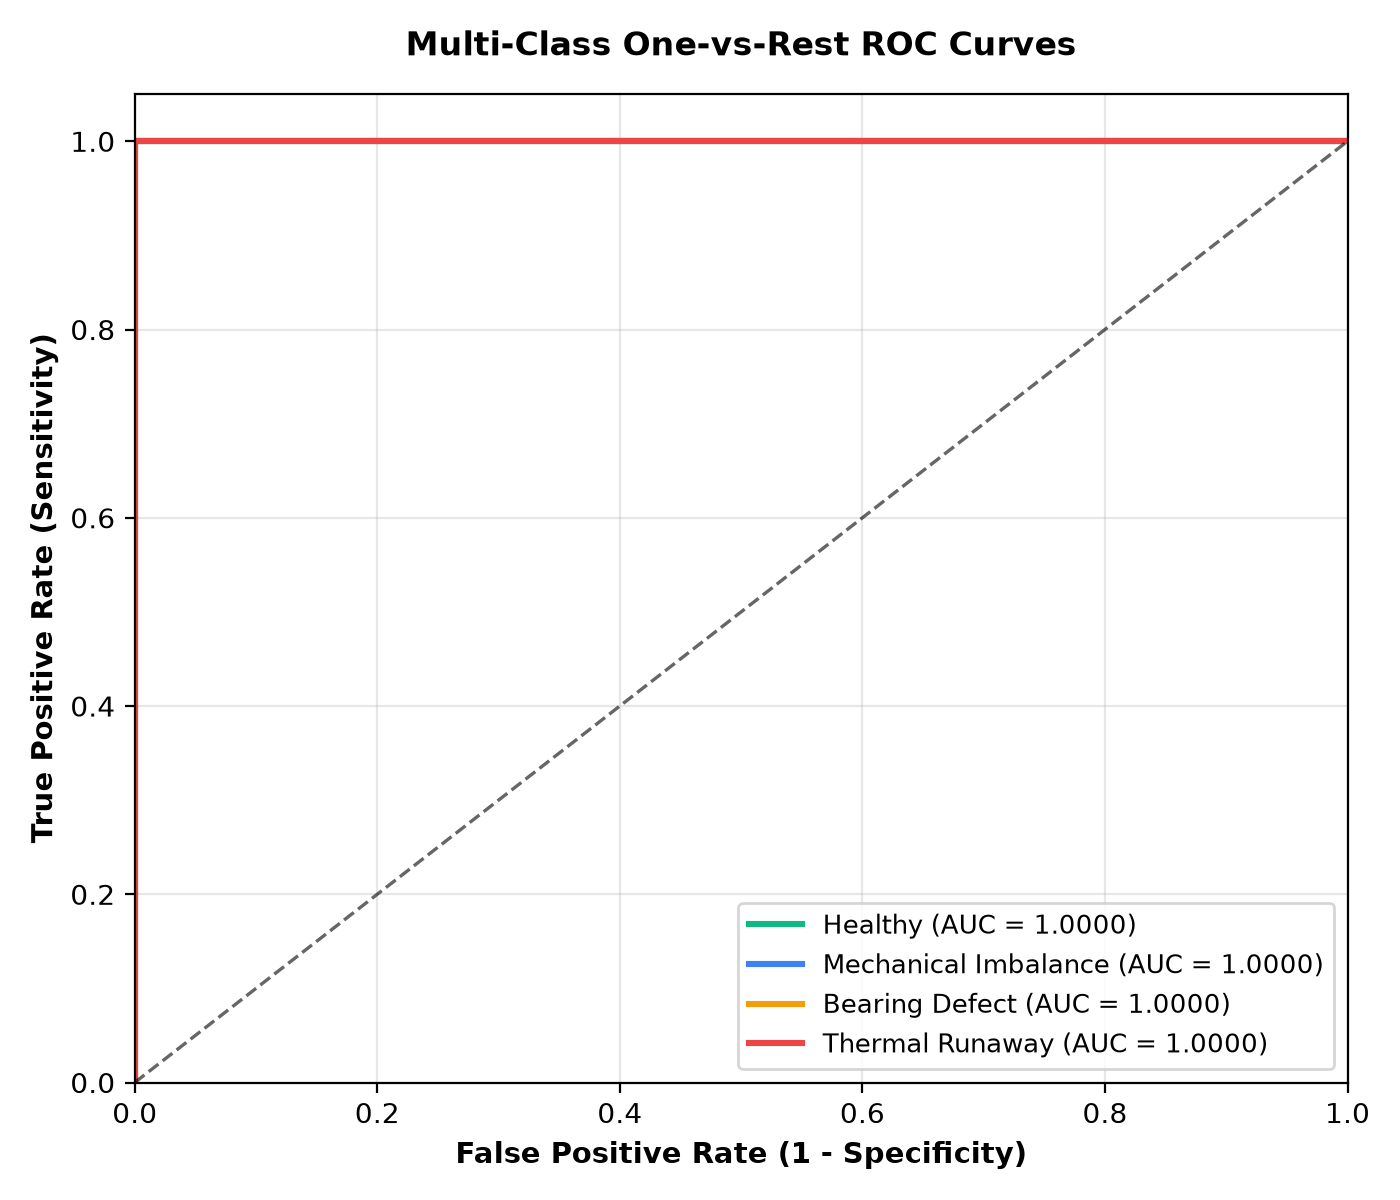 Multi-Class One-vs-Rest ROC Curves
True Positive Rate (Sensitivity)
1.0
0.8
0.6
0.4
0.2
0.0
Healthy (AUC = 1.0000)
Mechanical Imbalance (AUC = 1.0000)
Bearing Defect (AUC = 1.0000)
Thermal Runaway (AUC = 1.0000)
0.0 0.2 0.4 0.6 0.8 1.0
False Positive Rate (1 - Specificity)